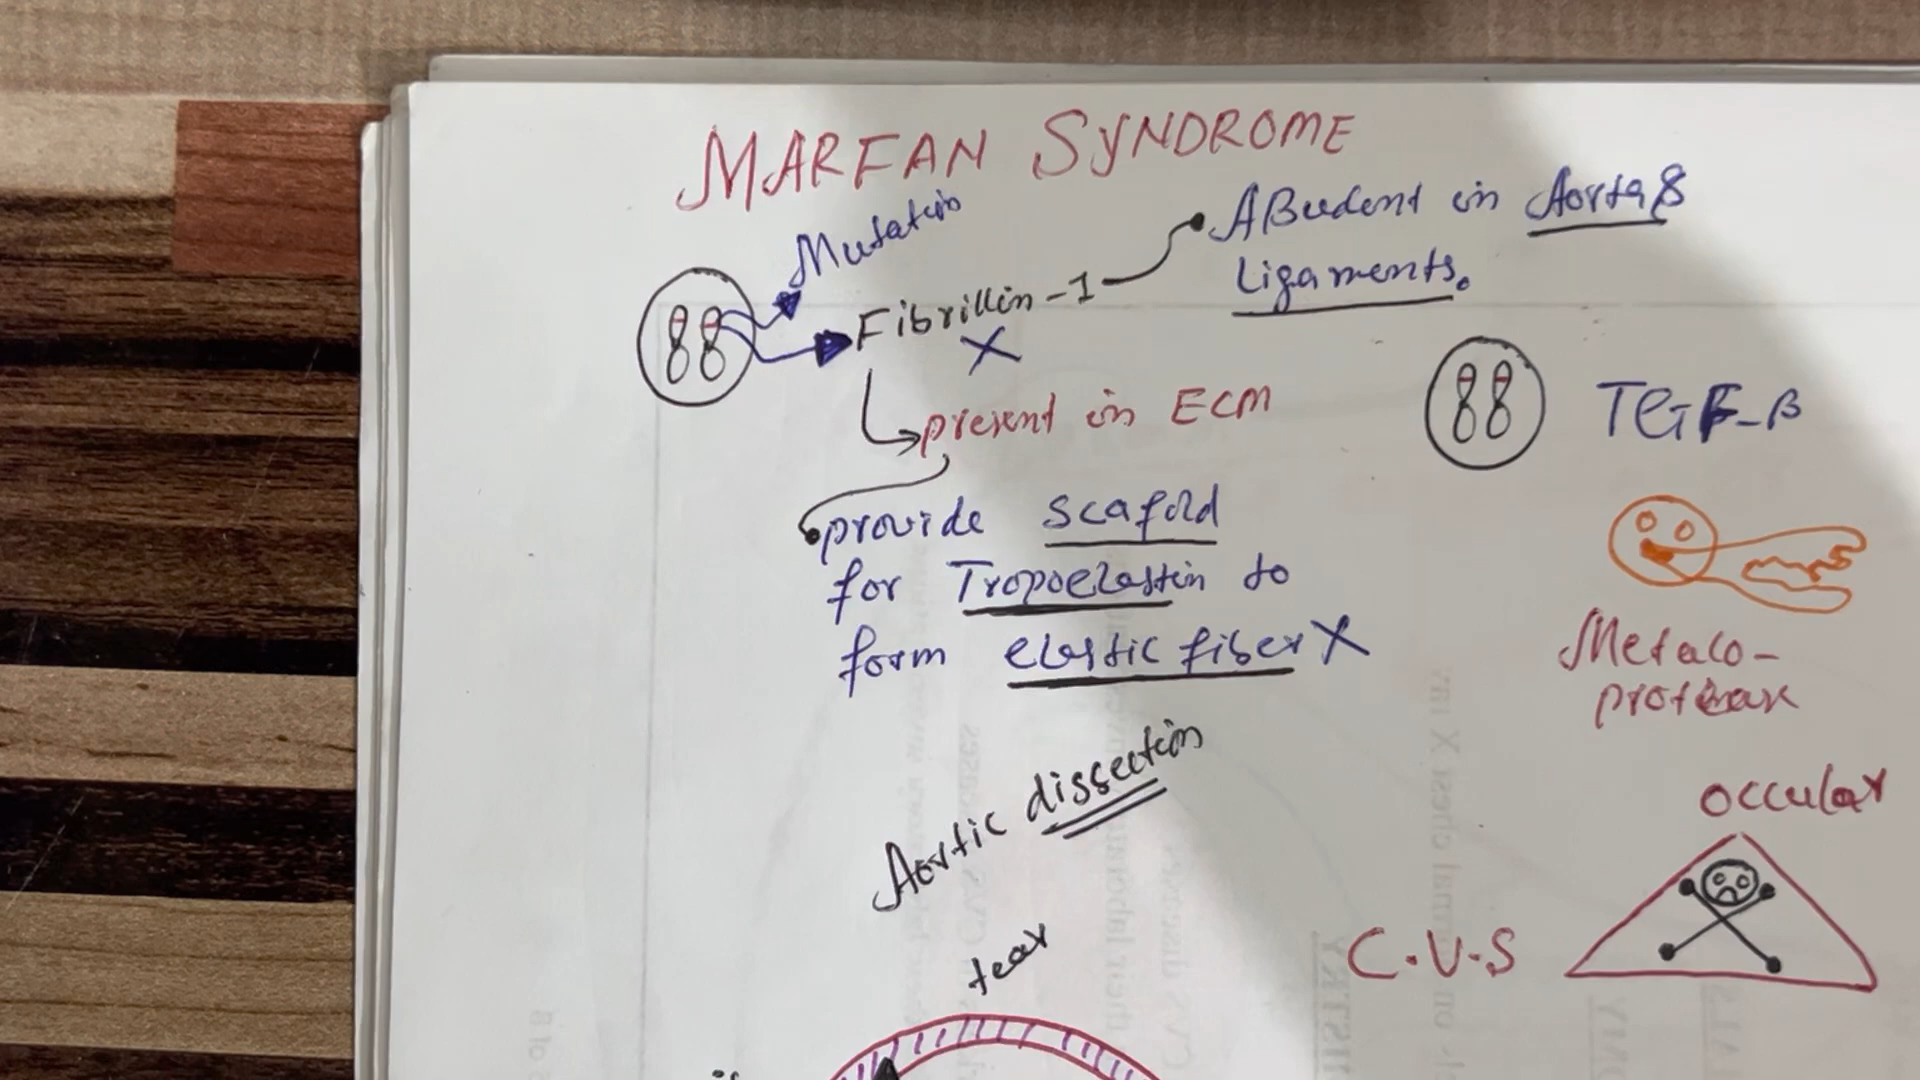 MARFAN SYNDROME
Mutation
Fibrillin-1
ABudent in Aorta &
Ligaments.
X
present in ECM
TGF-β
provide scafold
for Tropoelastin to
form elastic fiber X
Metalo-
protinax
Aortic dissection
occular
tear
C.V.S